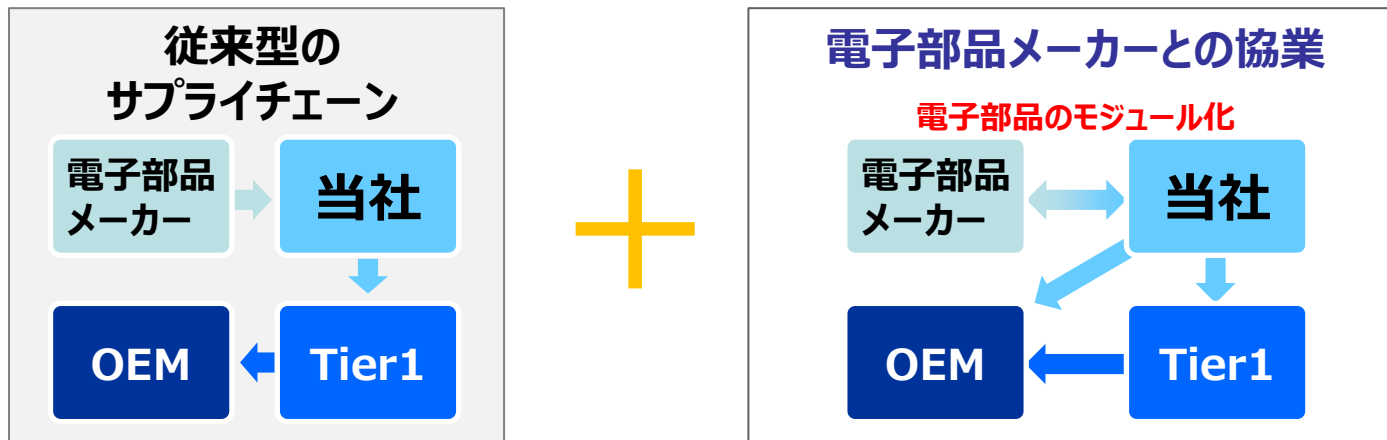 従来型の
サプライチェーン
電子部品
メーカー
当社
OEM
Tier1
電子部品メーカーとの協業
電子部品のモジュール化
電子部品
メーカー
当社
OEM
Tier1